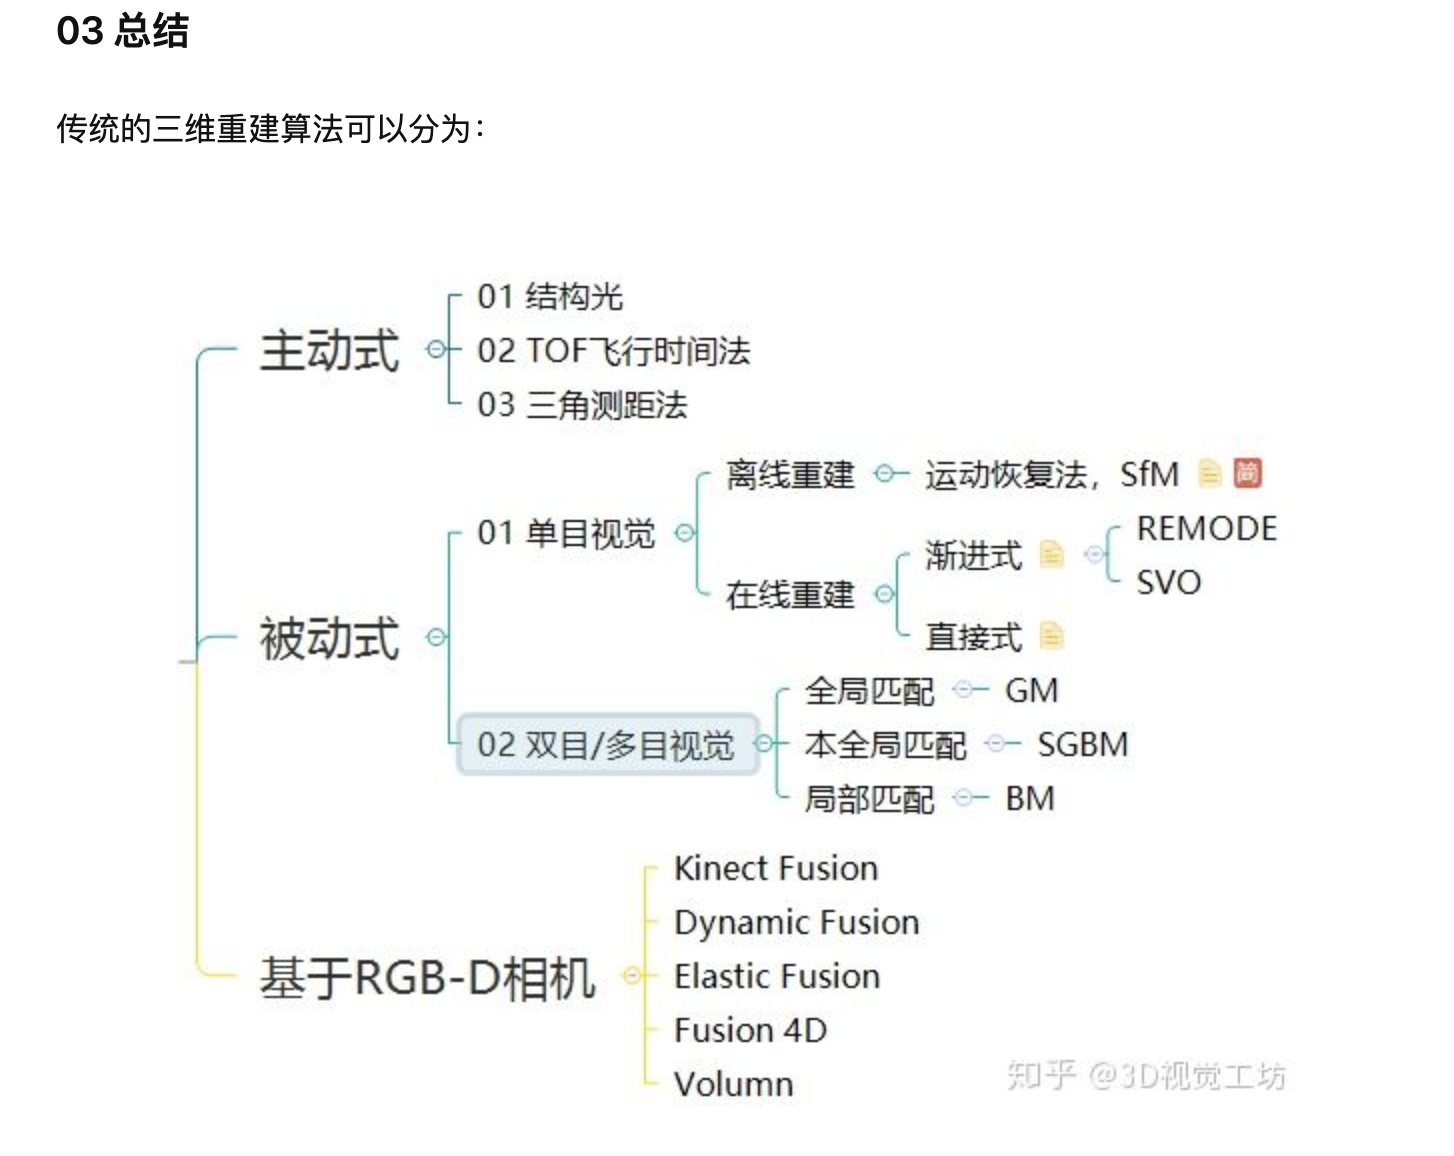 03 总结
传统的三维重建算法可以分为：
主动式
01 结构光
02 TOF飞行时间法
03 三角测距法
被动式
01 单目视觉
离线重建
运动恢复法，SfM
简
在线重建
渐进式
REMODE
SVO
直接式
02 双目/多目视觉
全局匹配
GM
本全局匹配
SGBM
局部匹配
BM
基于RGB-D相机
Kinect Fusion
Dynamic Fusion
Elastic Fusion
Fusion 4D
Volumn
知乎 @3D视觉工坊